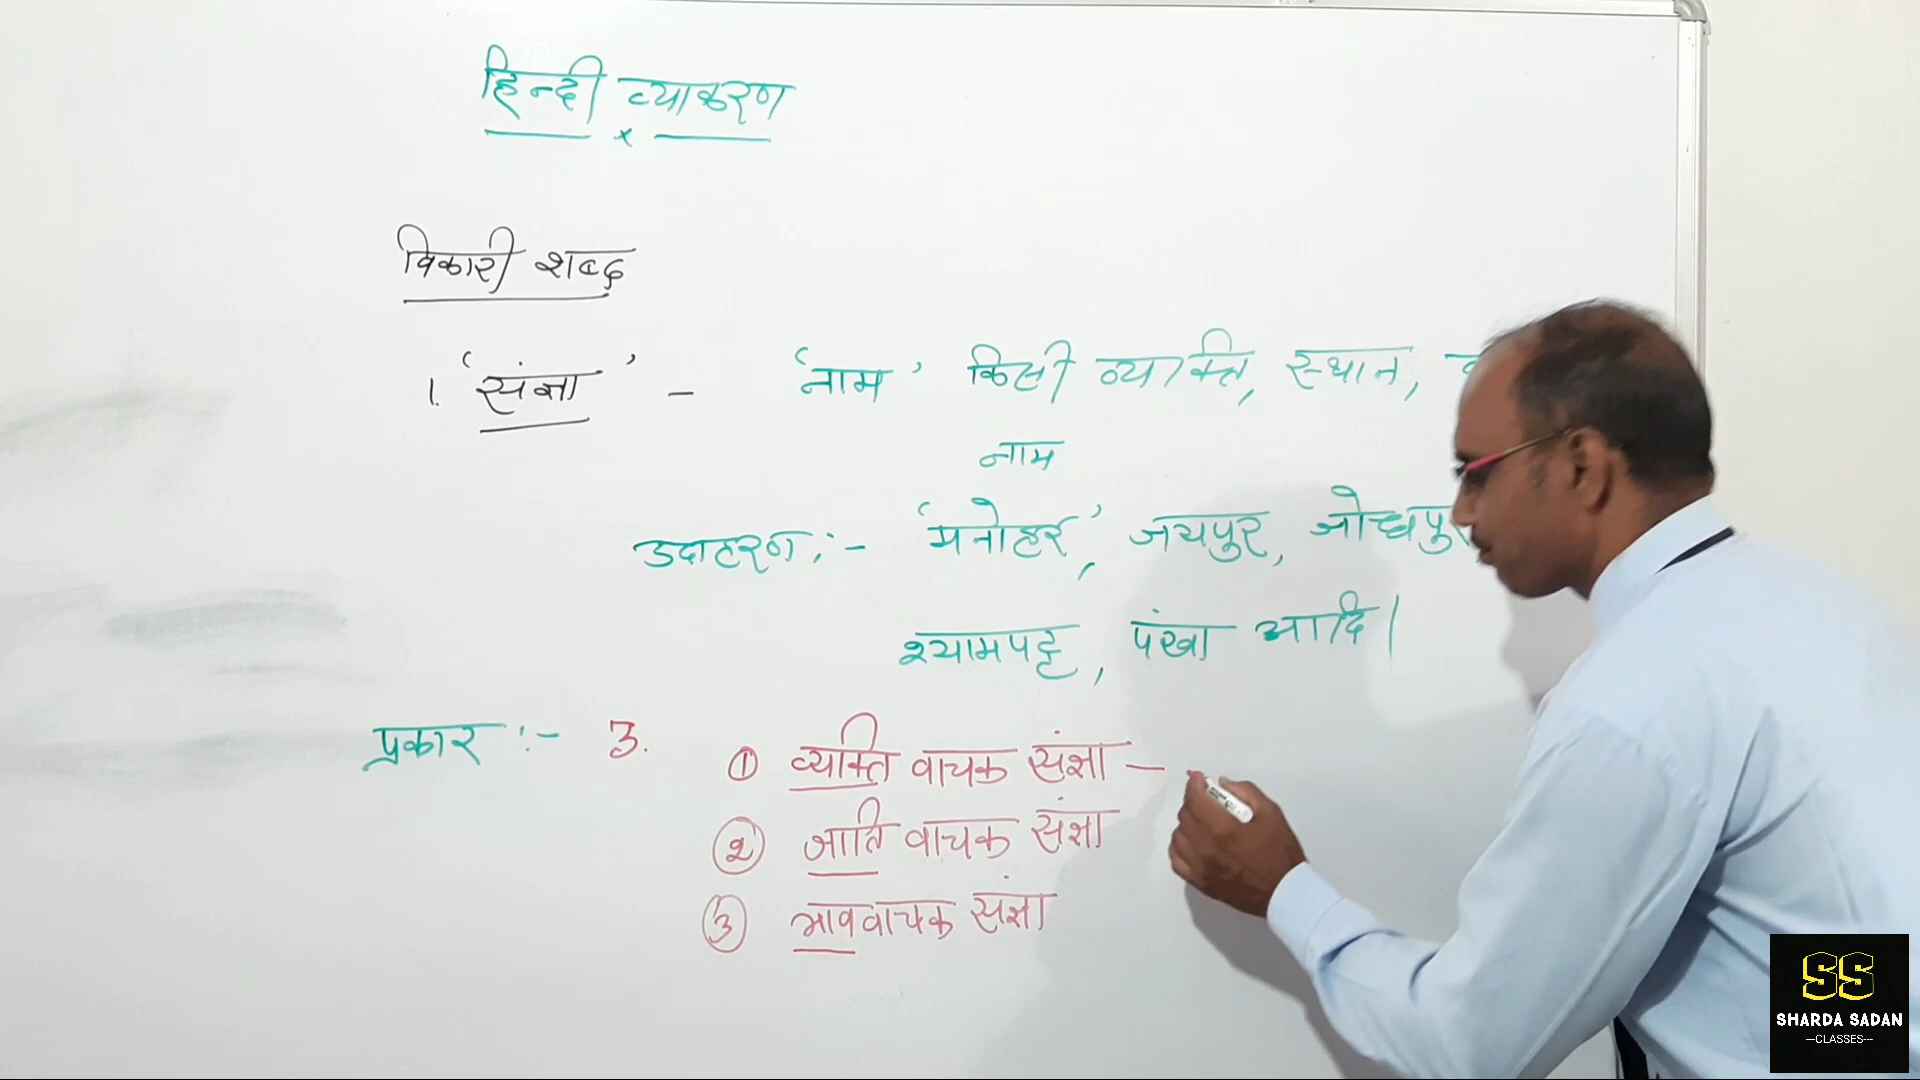 हिन्दी व्याकरण
विकारी शब्द
1. 'संज्ञा' - 'नाम' किसी व्यक्ति, स्थान,
नाम
उदाहरण :- 'मनोहर', जयपुर, जोधपुर
श्यामपट्ट, पंखा आदि।
प्रकार :- 3.
① व्यक्ति वाचक संज्ञा —
② जाति वाचक संज्ञा
③ भाववाचक संज्ञा
SS
SHARDA SADAN
—CLASSES—